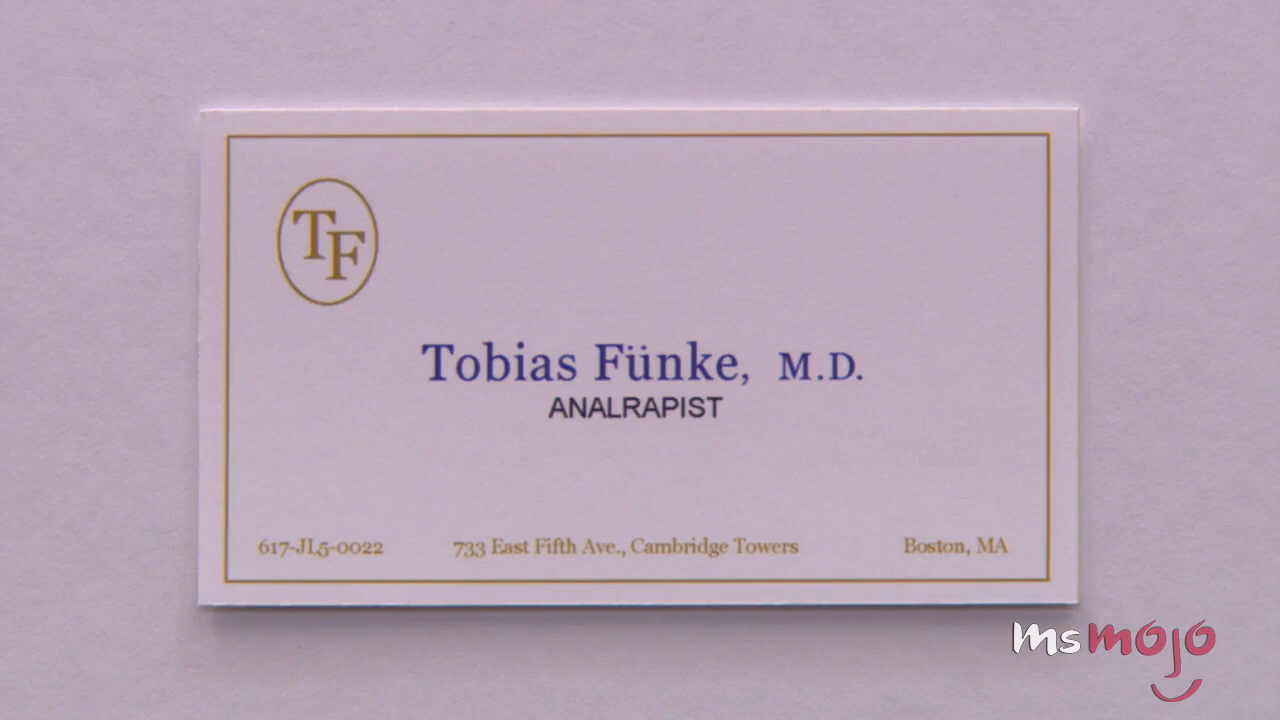 TF
Tobias Fünke, M.D.
ANALRAPIST
617-JL5-0022 733 East Fifth Ave., Cambridge Towers Boston, MA
msmojo